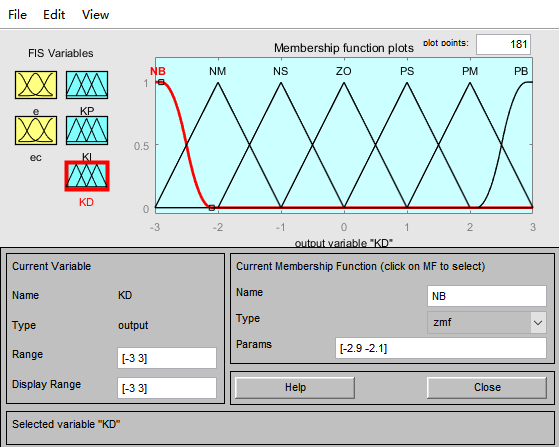 File Edit View
FIS Variables
e
KP
ec
KI
KD
Membership function plots
plot points:
181
NB NM NS ZO PS PM PB
1
0.5
0
-3 -2 -1 0 1 2 3
output variable "KD"
Current Variable
Name KD
Type output
Range [-3 3]
Display Range [-3 3]
Current Membership Function (click on MF to select)
Name NB
Type zmf
Params [-2.9 -2.1]
Help Close
Selected variable "KD"